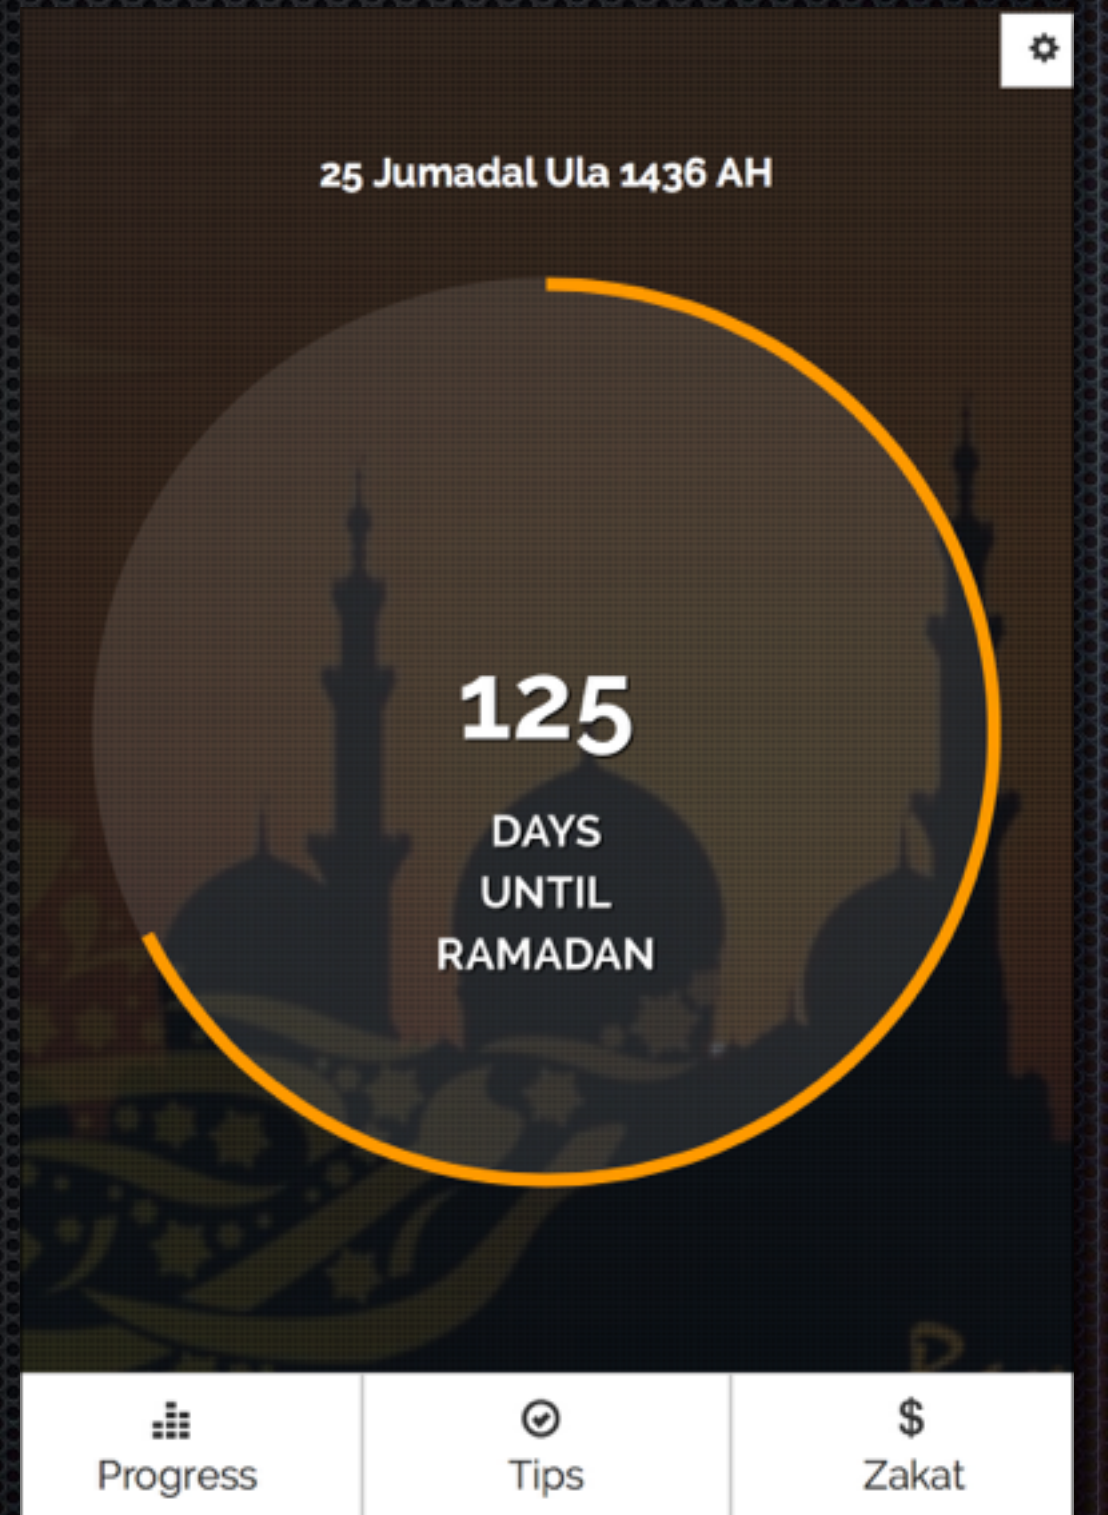 25 Jumadal Ula 1436 AH
125
DAYS
UNTIL
RAMADAN
Progress
Tips
$
Zakat